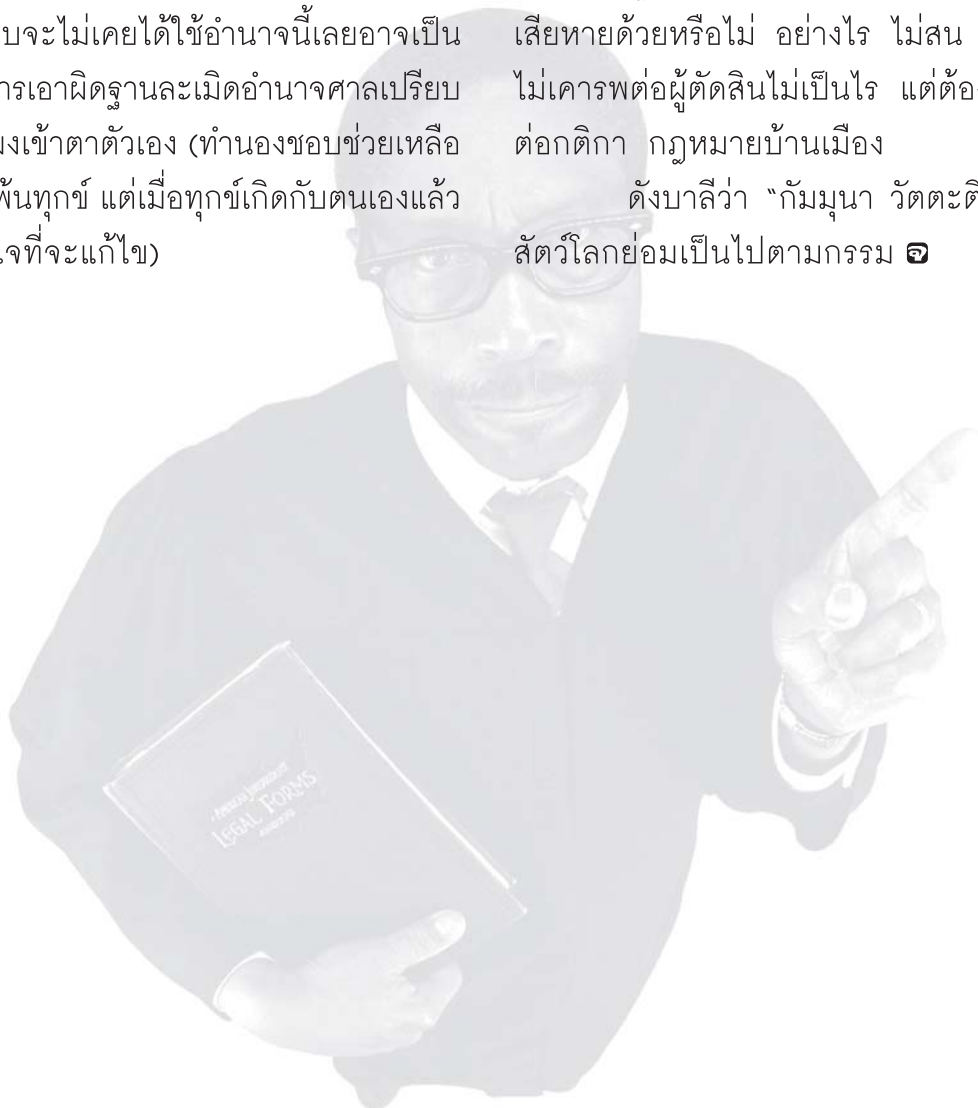 บจะไม่เคยได้ใช้อำนาจนี้เลยอาจเป็น
ารเอาผิดฐานละเมิดอำนาจศาลเปรียบ
งเข้าตาตัวเอง (ทำนองชอบช่วยเหลือ
พ้นทุกข์ แต่เมื่อทุกข์เกิดกับตนเองแล้ว
จที่จะแก้ไข)
เสียหายด้วยหรือไม่ อย่างไร ไม่สน
ไม่เคารพต่อผู้ตัดสินไม่เป็นไร แต่ต้อ
ต่อกติกา กฎหมายบ้านเมือง
ดังบาลีว่า “กัมมุนา วัตตะติ
สัตว์โลกย่อมเป็นไปตามกรรม
LEGAL FORMS